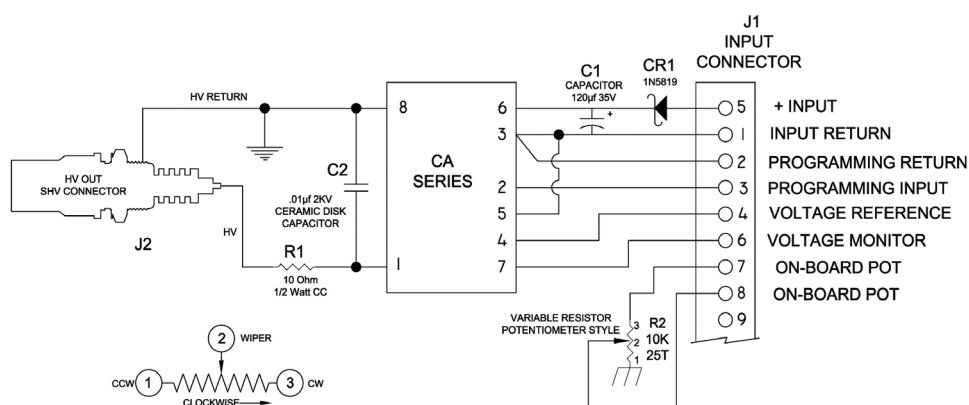 J1
INPUT
CONNECTOR
C1
CAPACITOR
120µf 35V
+
CR1
1N5819
HV RETURN
8
6
5
+ INPUT
3
1
INPUT RETURN
CA
SERIES
2
PROGRAMMING RETURN
HV OUT
SHV CONNECTOR
C2
.01µf 2KV
CERAMIC DISK
CAPACITOR
2
3
PROGRAMMING INPUT
5
4
VOLTAGE REFERENCE
J2
HV
4
6
VOLTAGE MONITOR
R1
10 Ohm
1/2 Watt CC
1
7
7
ON-BOARD POT
8
ON-BOARD POT
9
VARIABLE RESISTOR
POTENTIOMETER STYLE
3
2
1
R2
10K
25T
2
WIPER
CCW
1
3
CW
CLOCKWISE